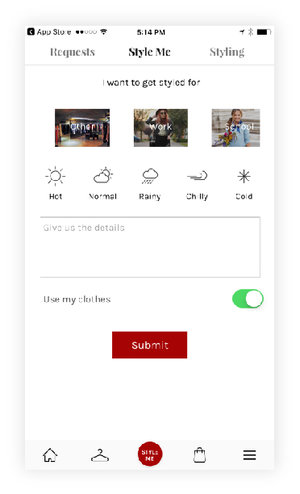 App Store 5:14 PM
Requests Style Me Styling
I want to get styled for
Other Work School
Hot Normal Rainy Chilly Cold
Give us the details
Use my clothes
Submit
STYLE
ME